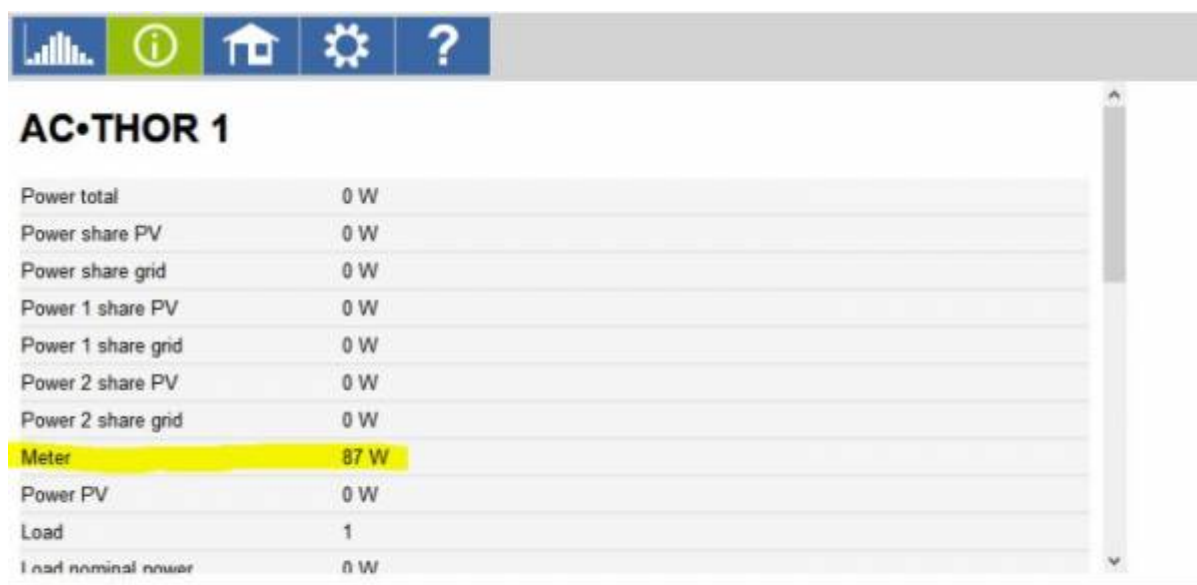 ?
AC•THOR 1
Power total 0 W
Power share PV 0 W
Power share grid 0 W
Power 1 share PV 0 W
Power 1 share grid 0 W
Power 2 share PV 0 W
Power 2 share grid 0 W
Meter 87 W
Power PV 0 W
Load 1
Load nominal power 0 W